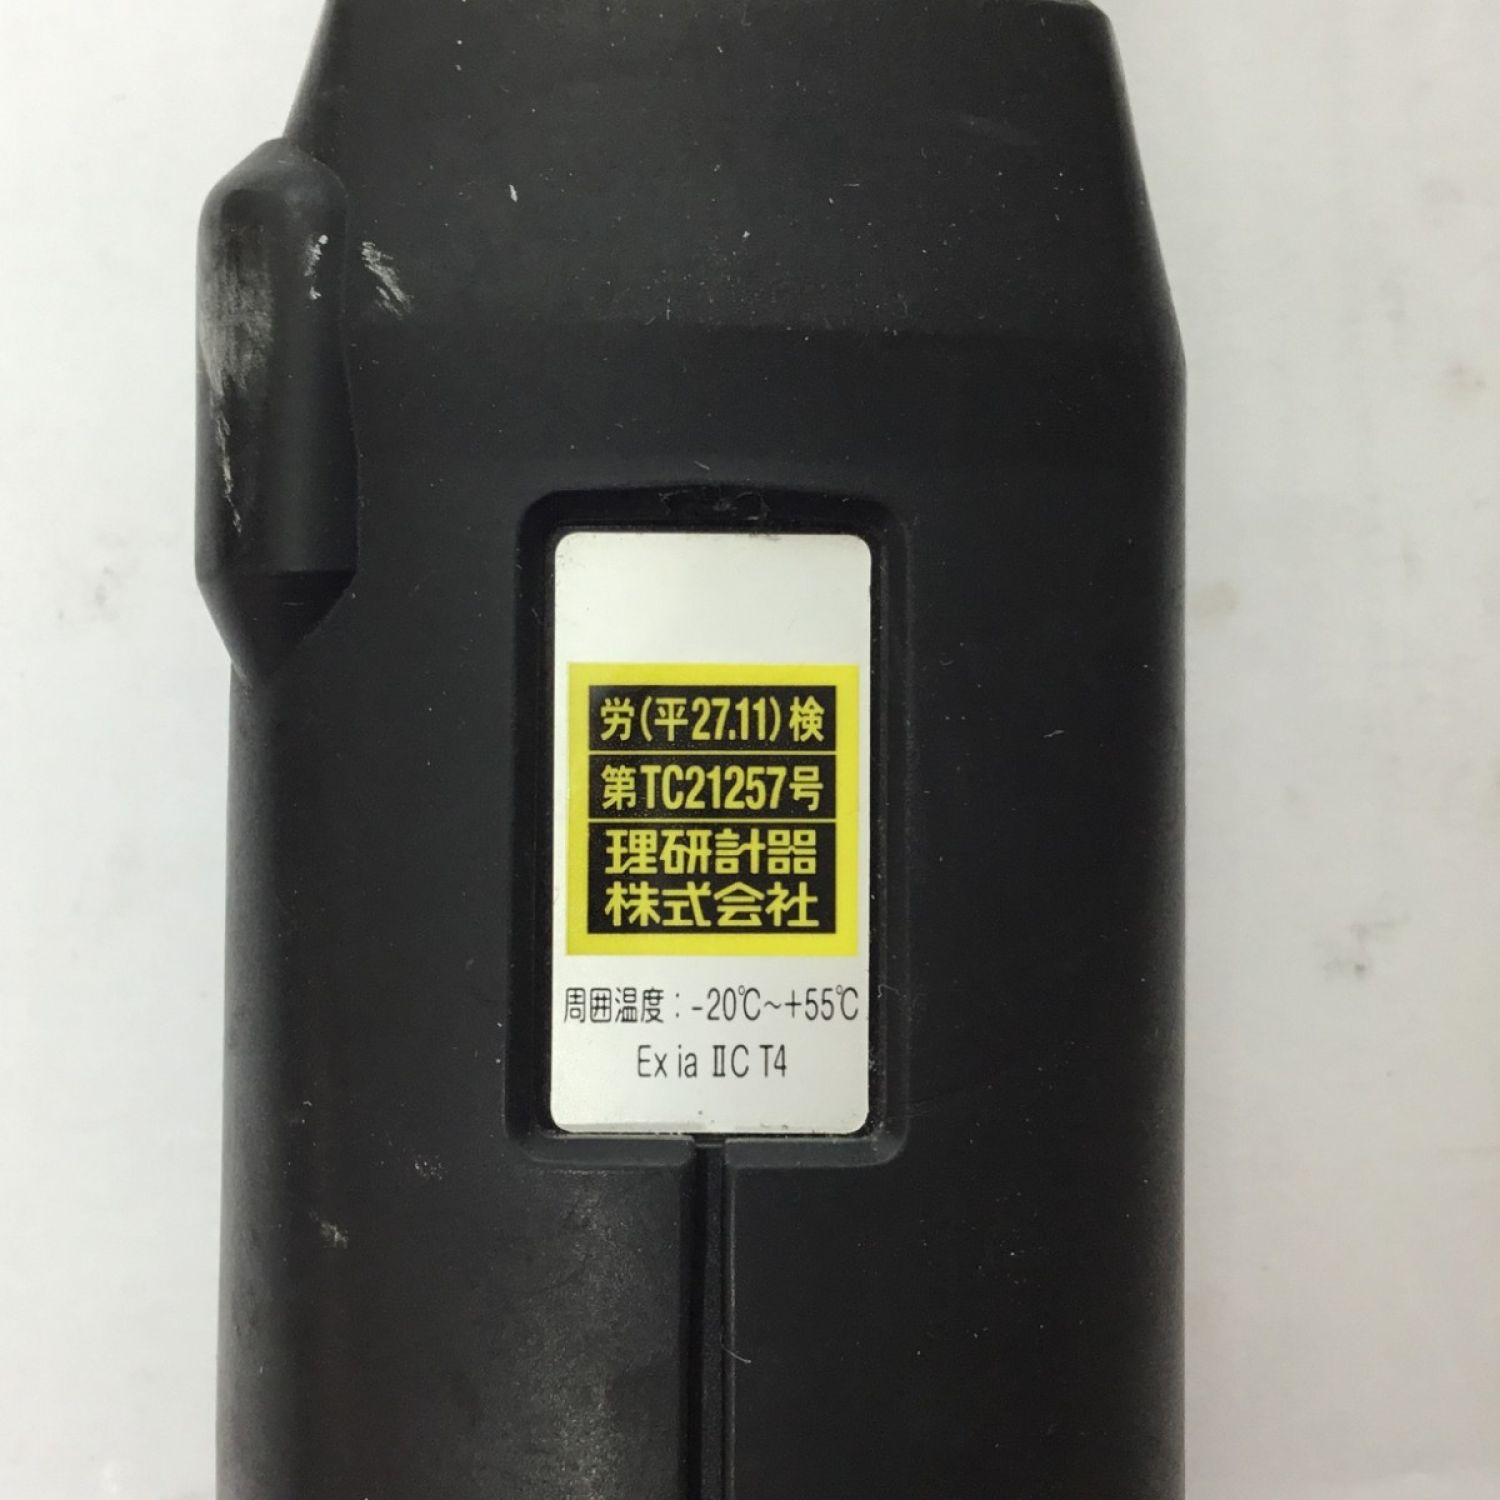 労(平27.11)検
第TC21257号
理研計器
株式会社
周囲温度：-20℃～+55℃
Ex ia ⅡC T4